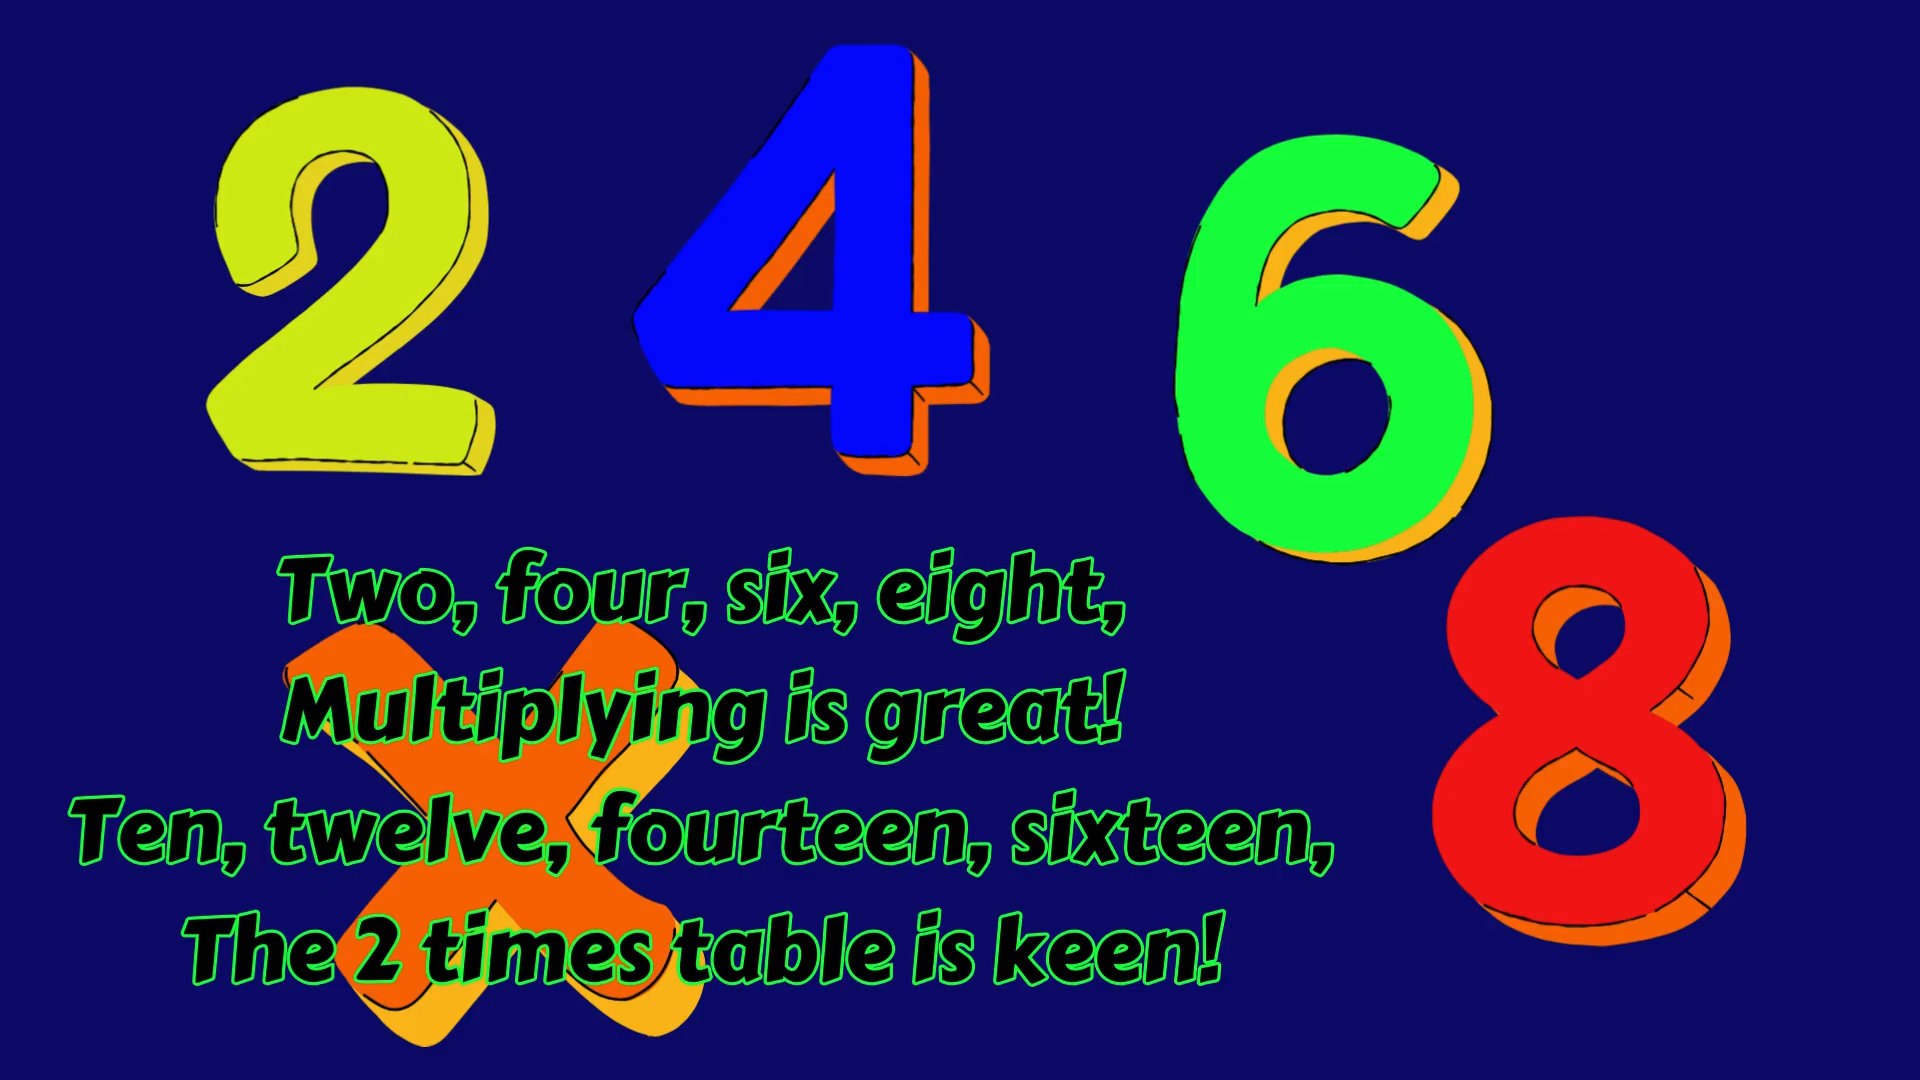 2 4 6
8
Two, four, six, eight,
Multiplying is great!
Ten, twelve, fourteen, sixteen,
The 2 times table is keen!
x